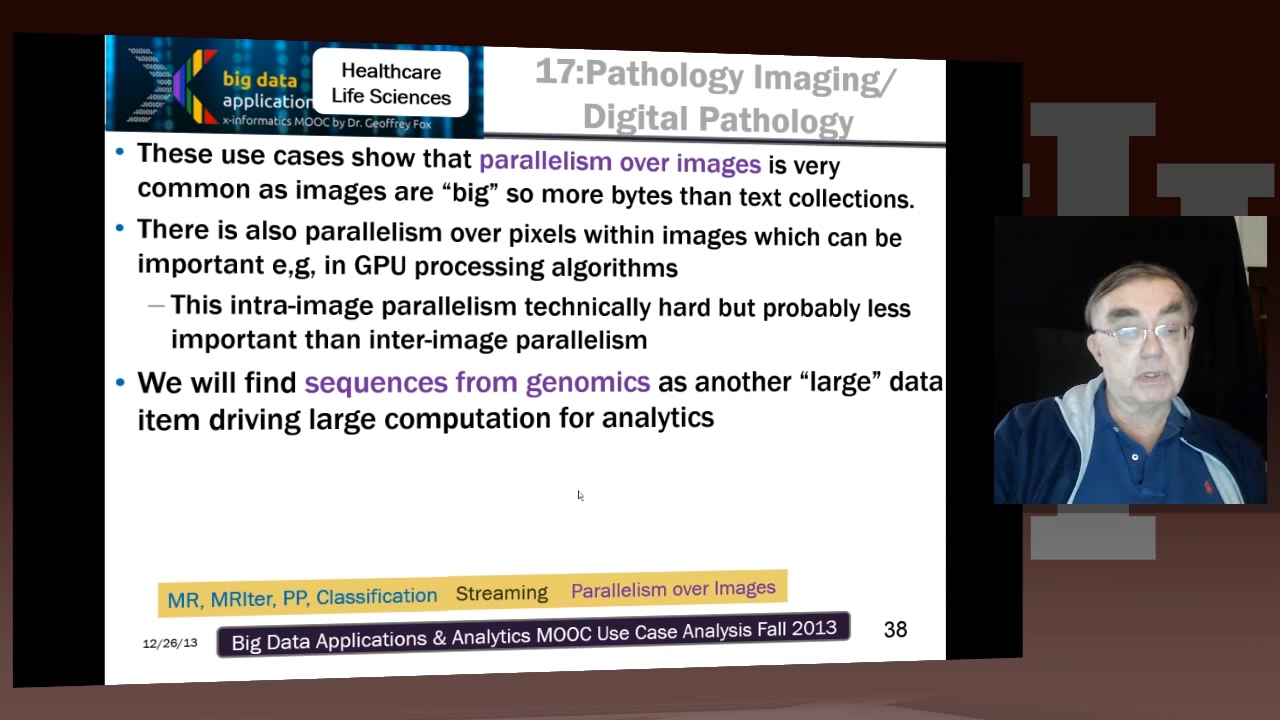 big data
application
x-informatics MOOC by Dr. Geoffrey Fox
Healthcare
Life Sciences
17:Pathology Imaging/
Digital Pathology
• These use cases show that parallelism over images is very
common as images are “big” so more bytes than text collections.
• There is also parallelism over pixels within images which can be
important e,g, in GPU processing algorithms
– This intra-image parallelism technically hard but probably less
important than inter-image parallelism
• We will find sequences from genomics as another “large” data
item driving large computation for analytics
MR, MRIter, PP, Classification Streaming Parallelism over Images
12/26/13
Big Data Applications & Analytics MOOC Use Case Analysis Fall 2013
38